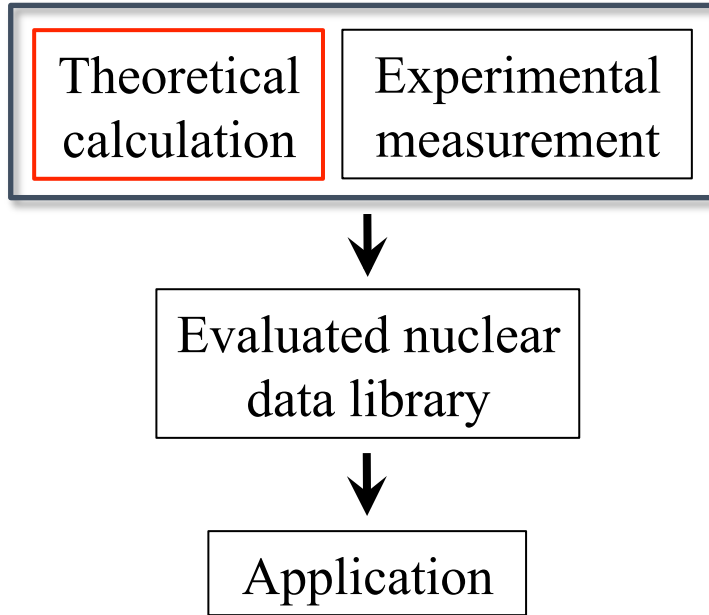 Theoretical
calculation
Experimental
measurement
Evaluated nuclear
data library
Application